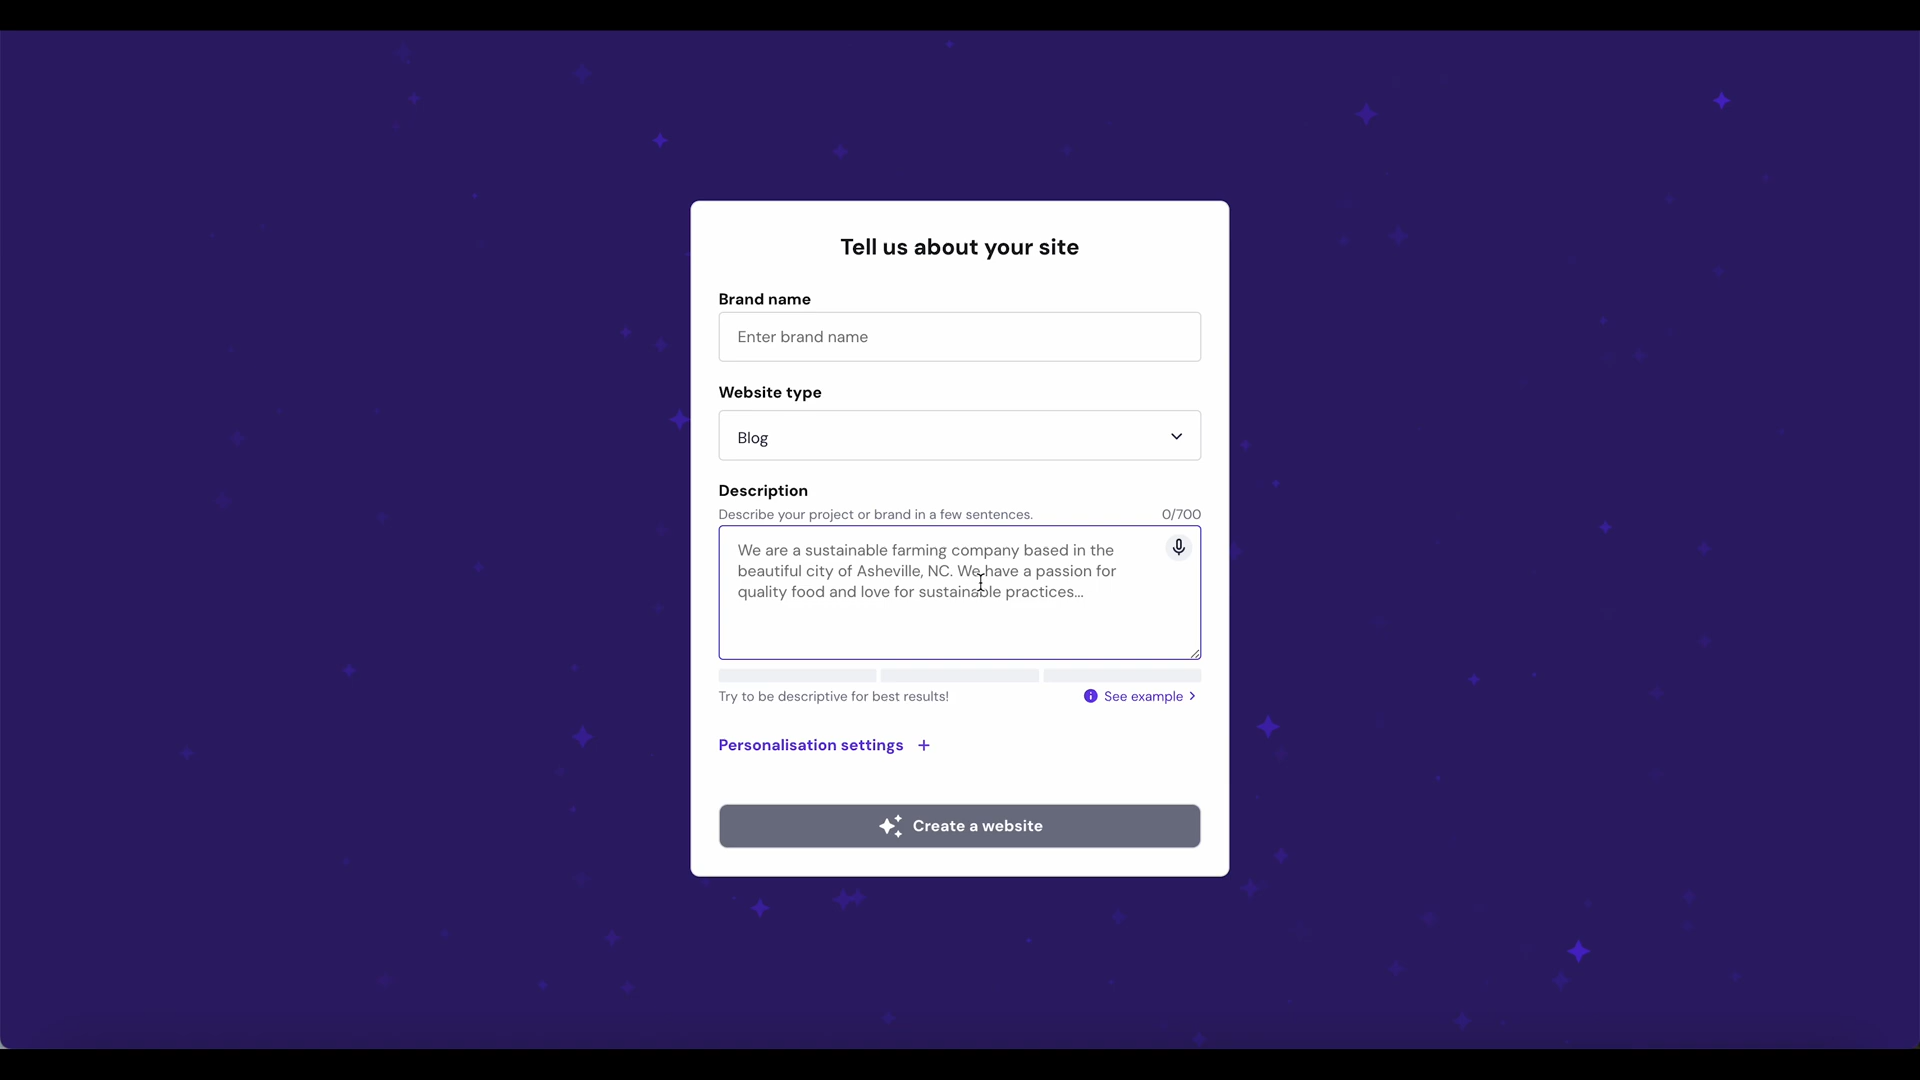 Tell us about your site
Brand name
Enter brand name
Website type
Blog
Description
Describe your project or brand in a few sentences. 0/700
We are a sustainable farming company based in the
beautiful city of Asheville, NC. We have a passion for
quality food and love for sustainable practices...
Try to be descriptive for best results! See example
Personalisation settings +
Create a website